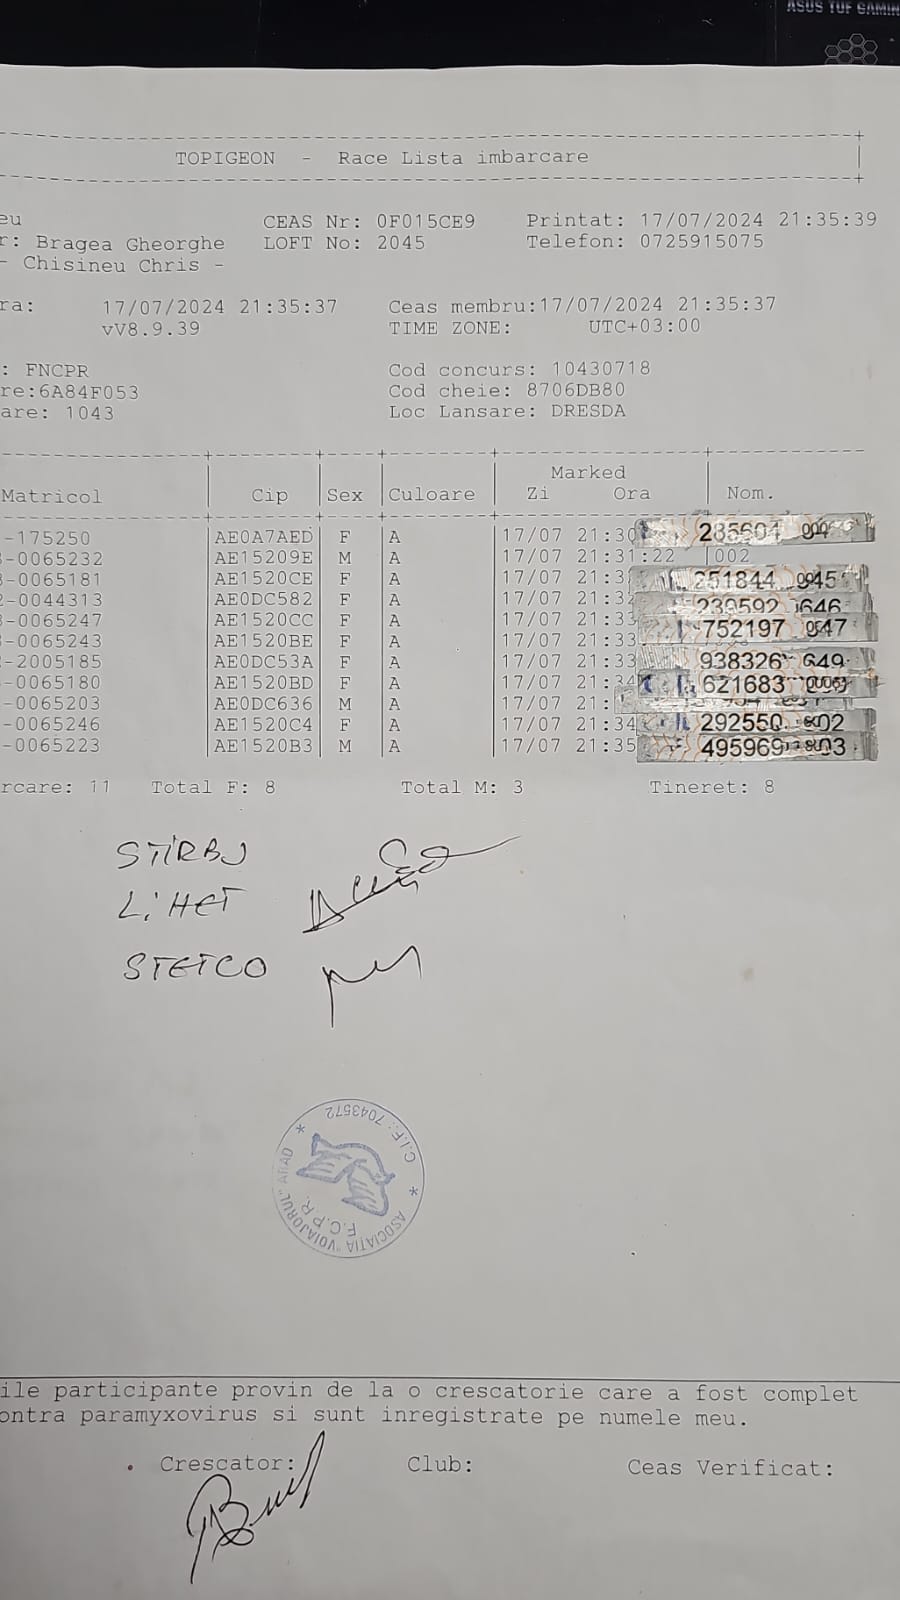 ASUS TUF GAMIN
TOPIGEON - Race Lista imbarcare
eu CEAS Nr: 0F015CE9 Printat: 17/07/2024 21:35:39
r: Bragea Gheorghe LOFT No: 2045 Telefon: 0725915075
- Chisineu Chris -
ra: 17/07/2024 21:35:37 Ceas membru:17/07/2024 21:35:37
vV8.9.39 TIME ZONE: UTC+03:00
: FNCPR Cod concurs: 10430718
re:6A84F053 Cod cheie: 8706DB80
are: 1043 Loc Lansare: DRESDA
Marked
Matricol Cip Sex Culoare Zi Ora Nom.
-175250 AE0A7AED F A 17/07 21:30 285604
3-0065232 AE15209E M A 17/07 21:31:22 002
3-0065181 AE1520CE F A 17/07 21:3 251844
2-0044313 AE0DC582 F A 17/07 21:32 230592
3-0065247 AE1520CC F A 17/07 21:33 752197
3-0065243 AE1520BE F A 17/07 21:33
2-2005185 AE0DC53A F A 17/07 21:33 938326
-0065180 AE1520BD F A 17/07 21:34 621683
-0065203 AE0DC636 M A 17/07 21:
-0065246 AE1520C4 F A 17/07 21:34 292550
-0065223 AE1520B3 M A 17/07 21:35 495969
rcare: 11 Total F: 8 Total M: 3 Tineret: 8
STIRBU
LIHET
STETCO
ASOCIATIA "VOIAJORUL" ARAD * C.I.F.: 7043572 *
F.C.P.R.
ile participante provin de la o crescatorie care a fost complet
ontra paramyxovirus si sunt inregistrate pe numele meu.
Crescator: Club: Ceas Verificat: